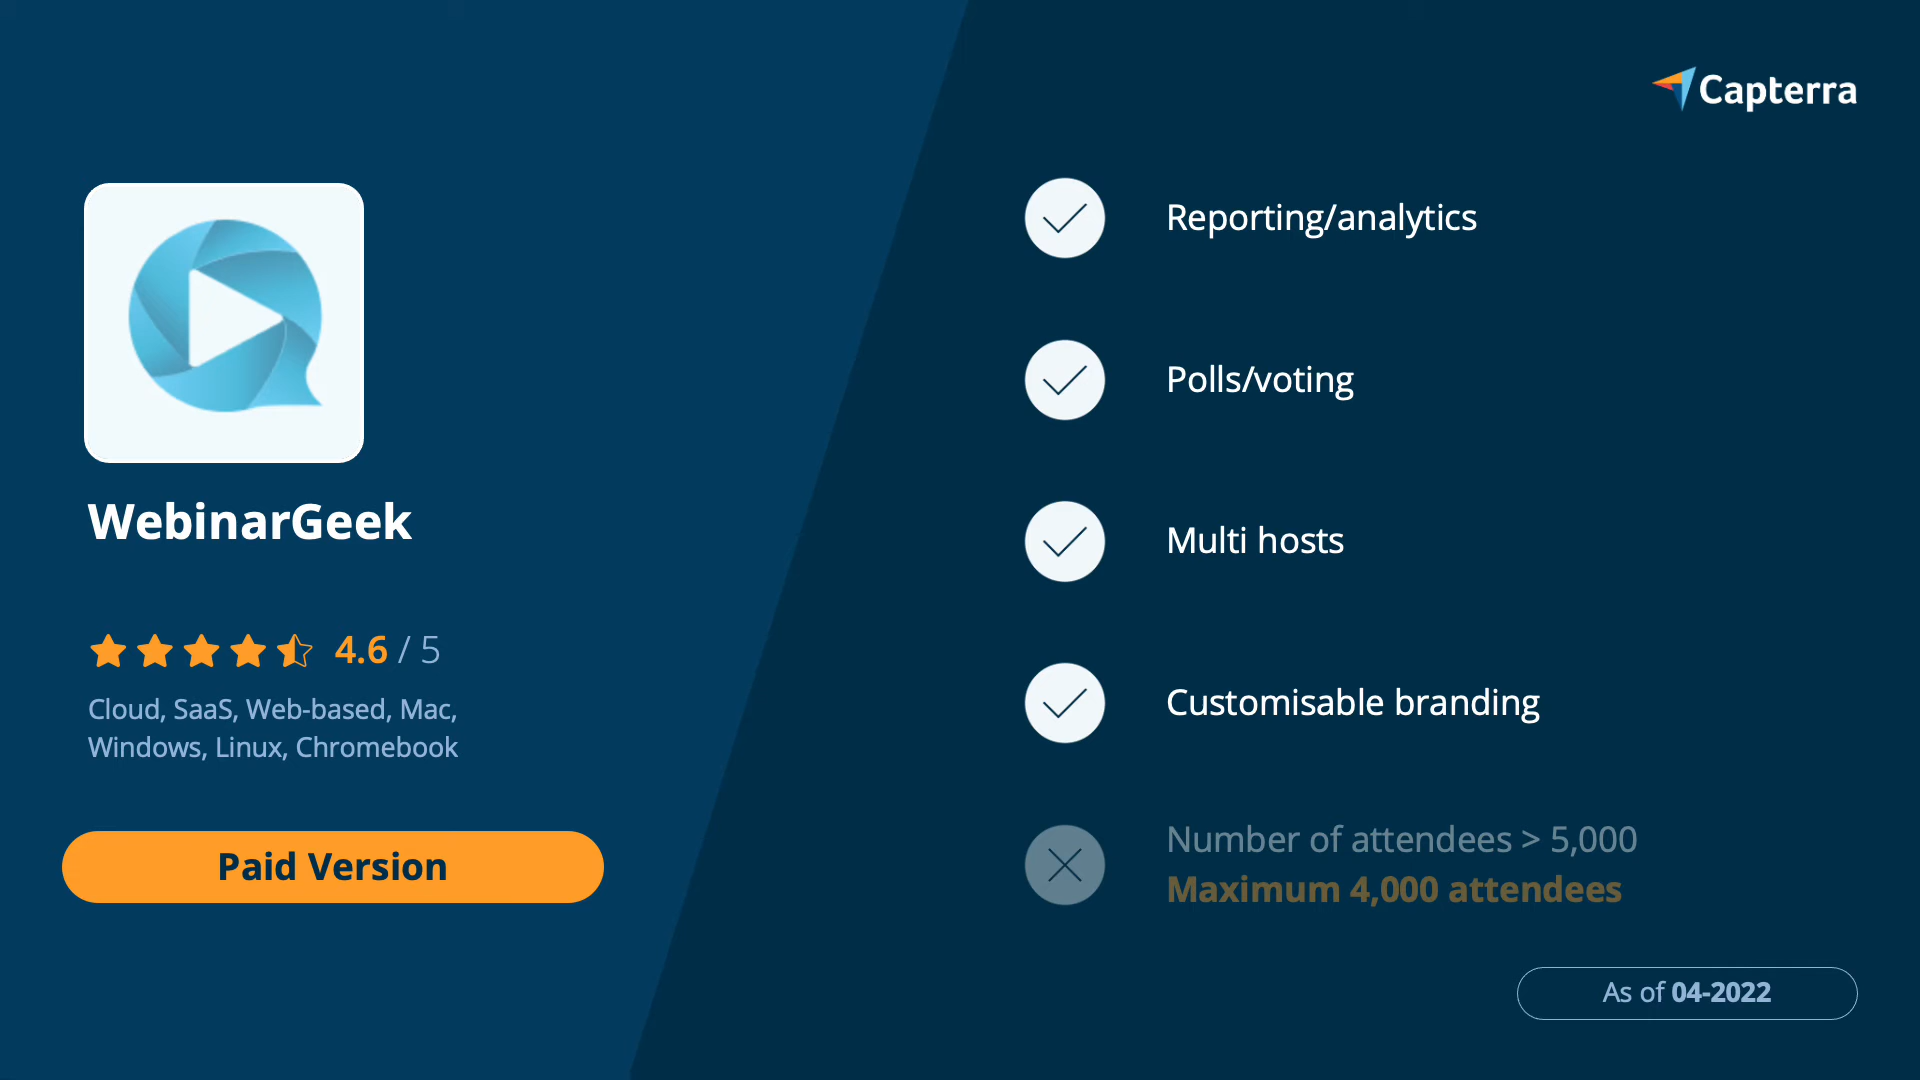 Capterra
WebinarGeek
4.6 / 5
Cloud, SaaS, Web-based, Mac,
Windows, Linux, Chromebook
Paid Version
Reporting/analytics
Polls/voting
Multi hosts
Customisable branding
Number of attendees > 5,000
Maximum 4,000 attendees
As of 04-2022